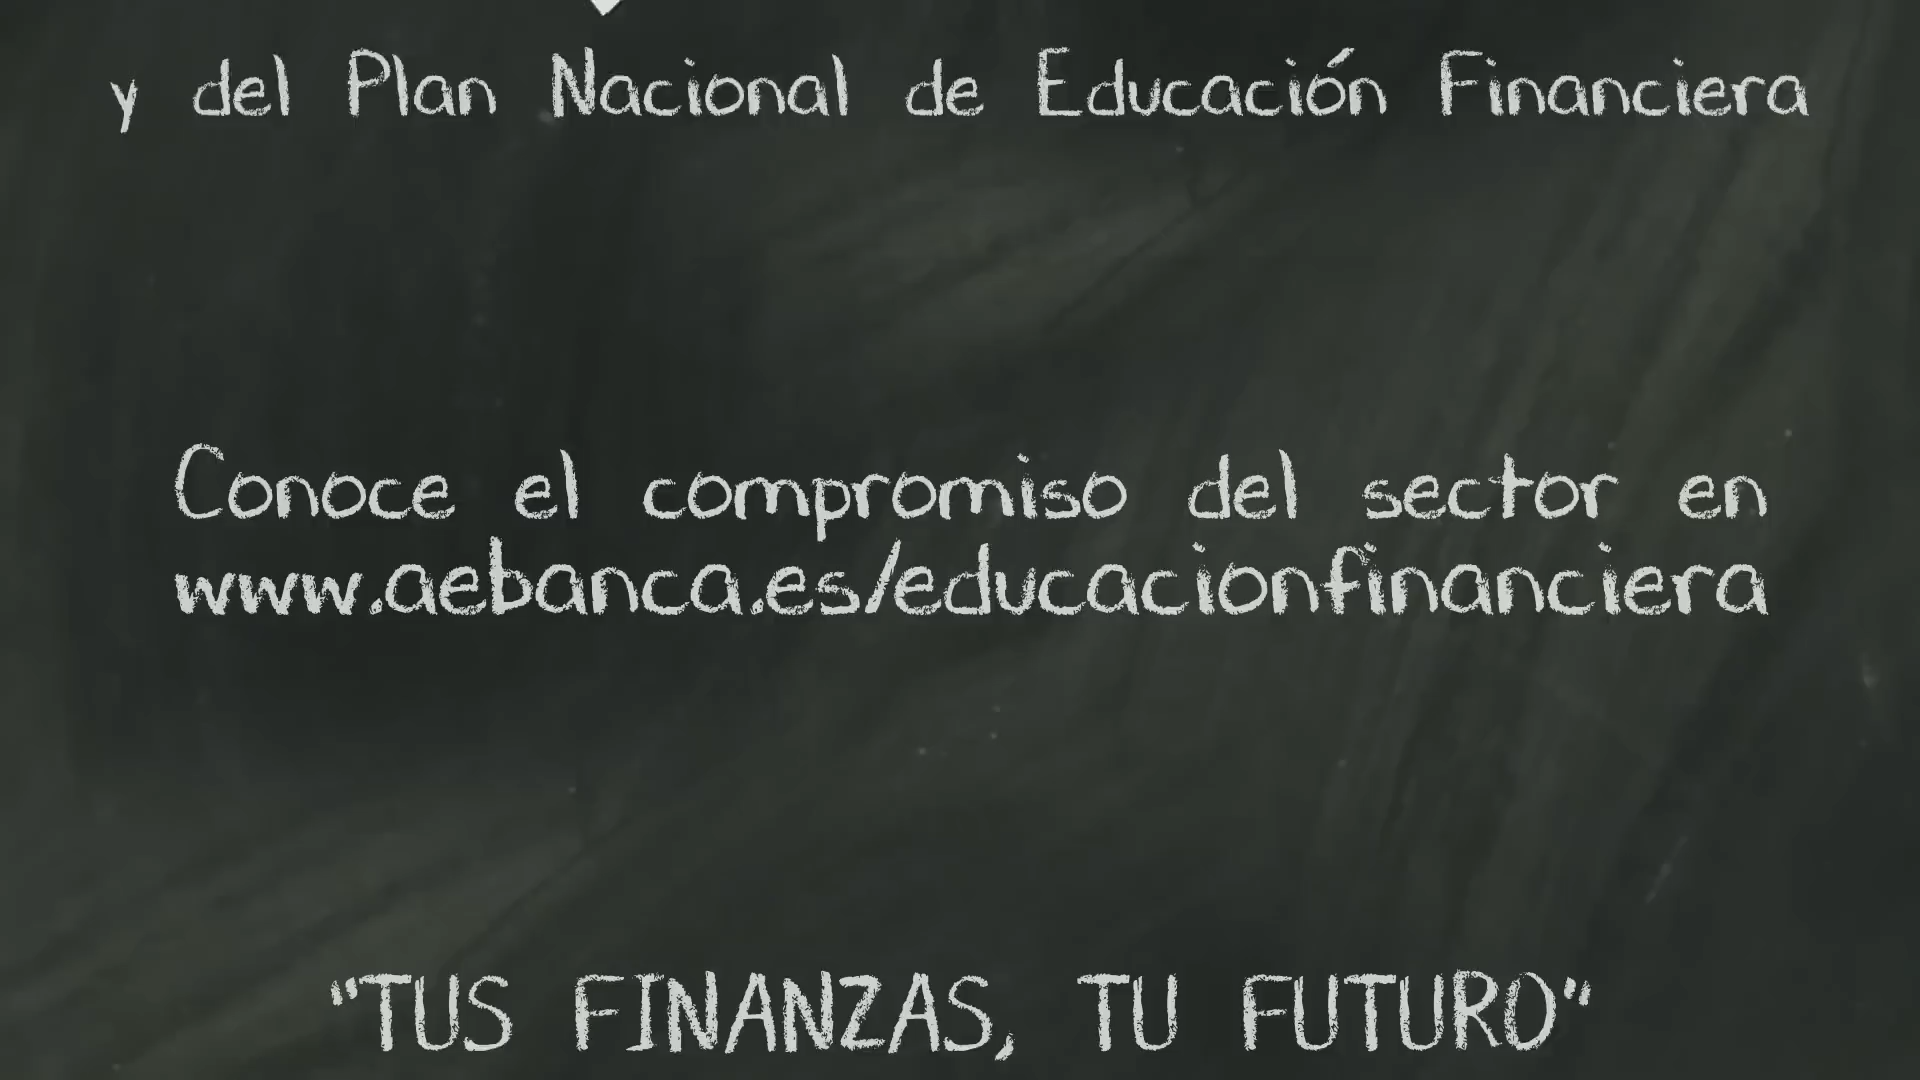 y del Plan Nacional de Educación Financiera
Conoce el compromiso del sector en
www.aebanca.es/educacionfinanciera
"TUS FINANZAS, TU FUTURO"